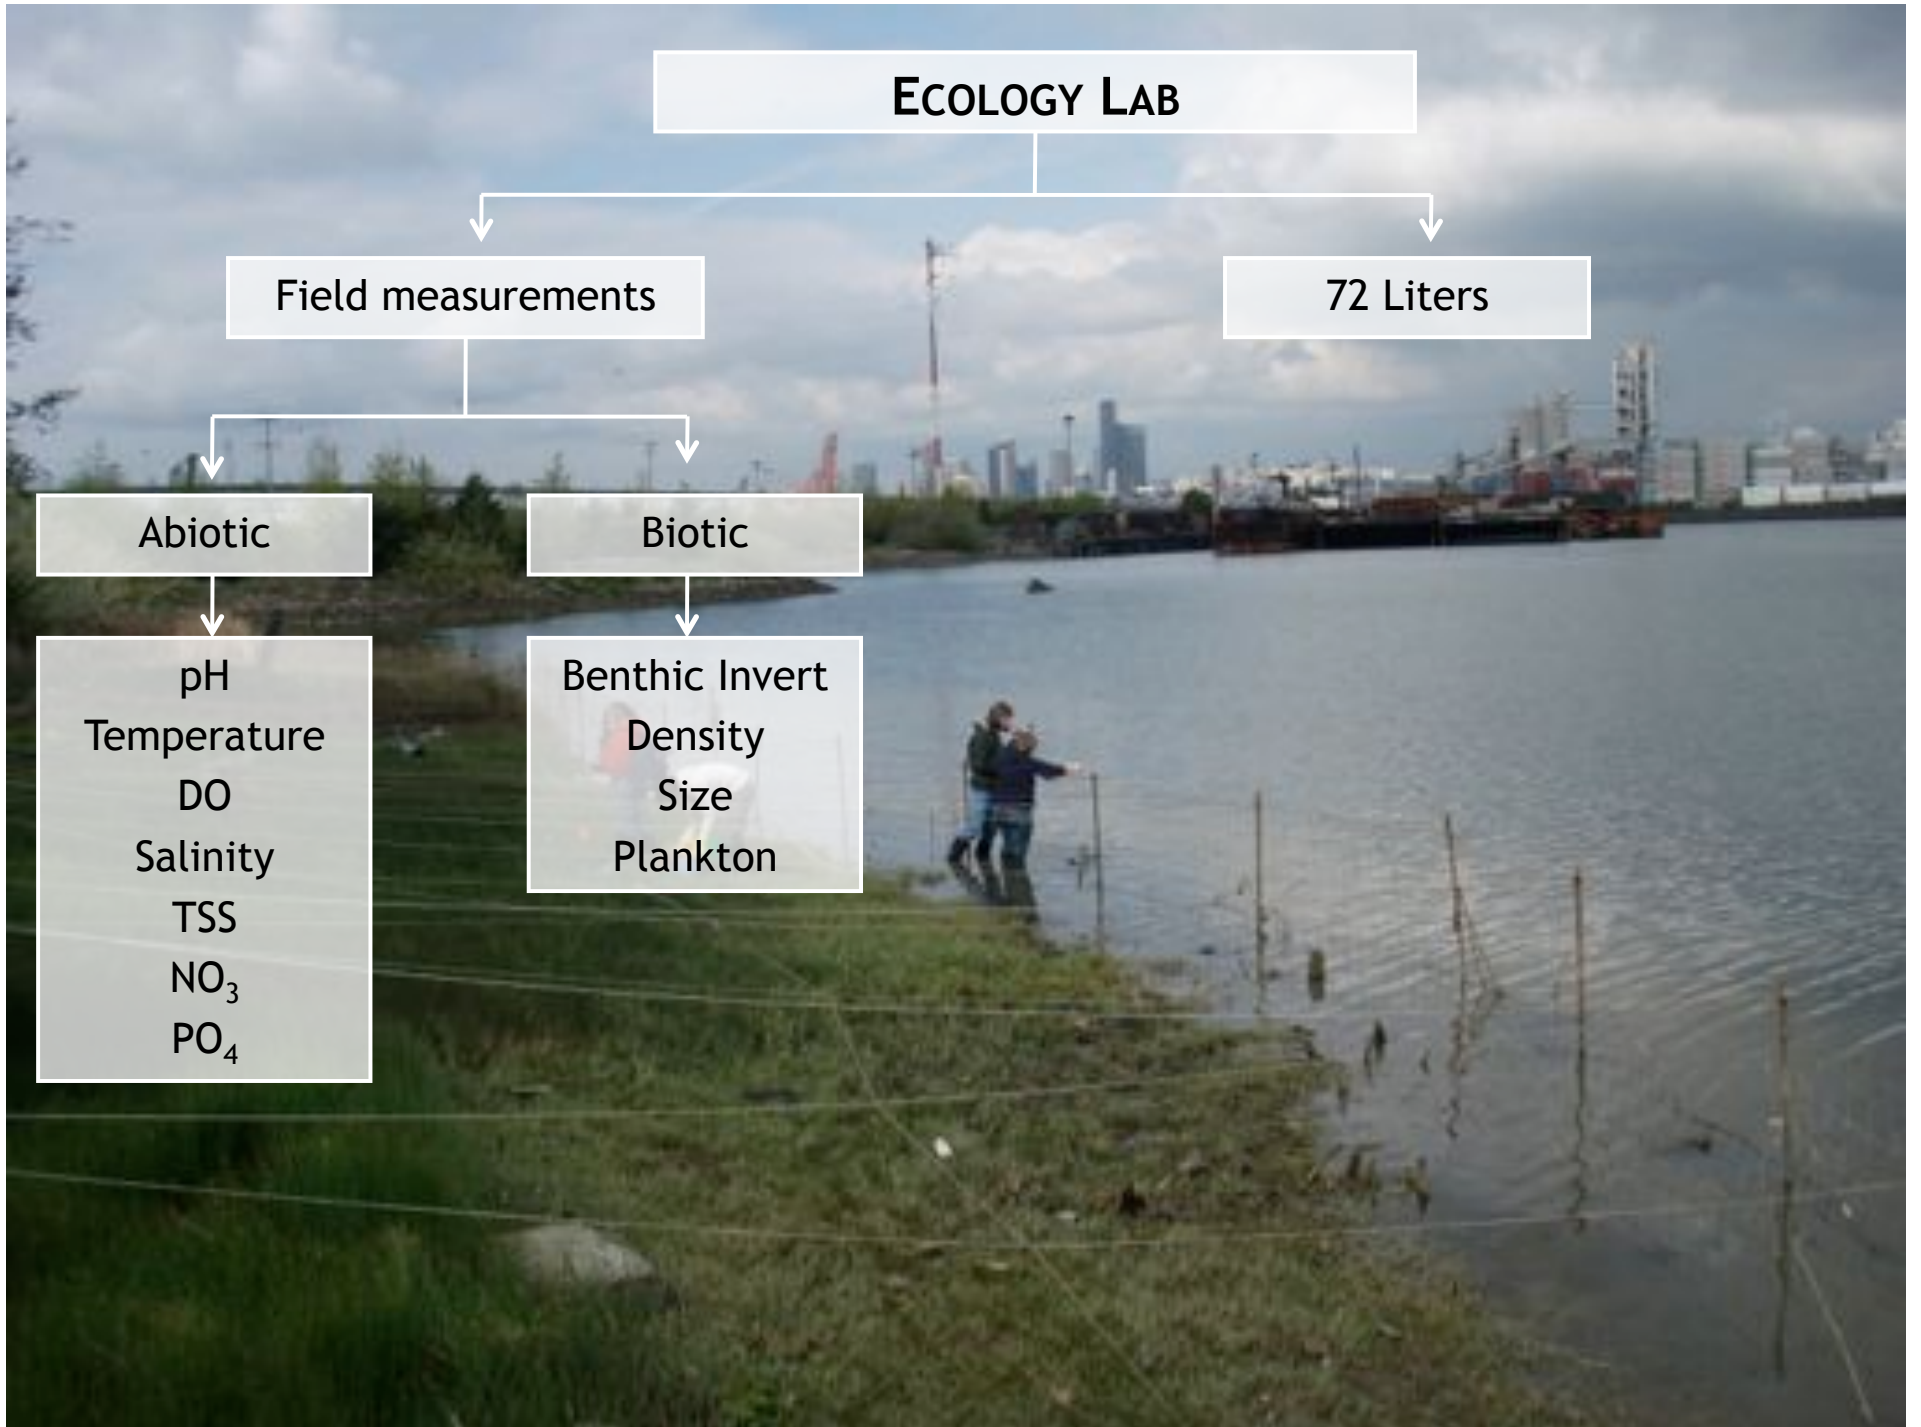 ECOLOGY LAB
Field measurements
72 Liters
Abiotic
Biotic
pH
Temperature
DO
Salinity
TSS
NO₃
PO₄
Benthic Invert
Density
Size
Plankton